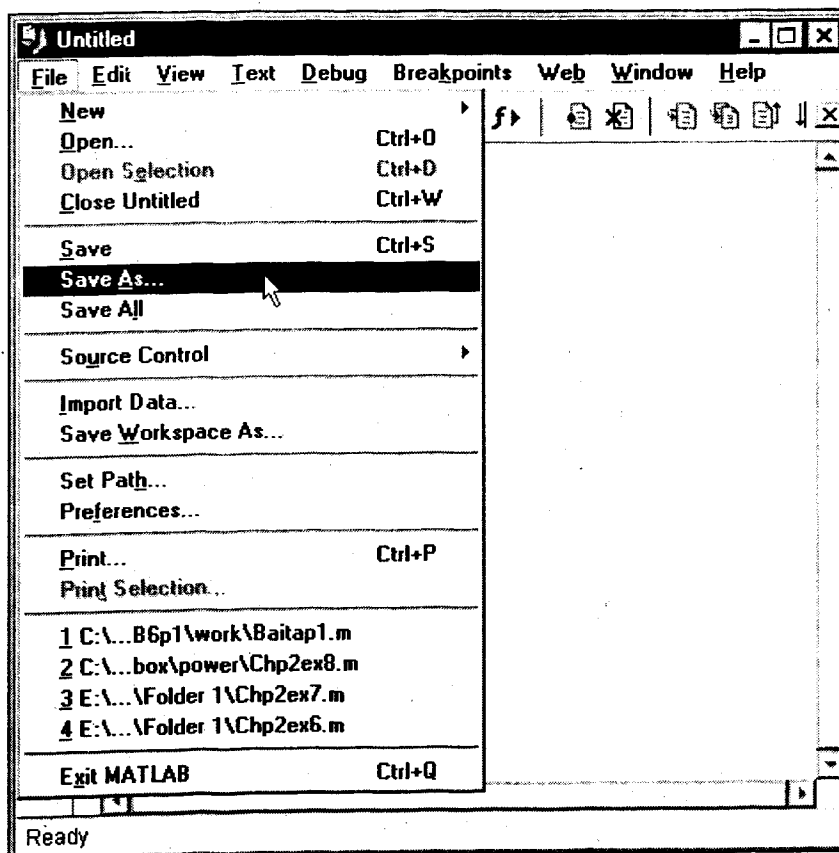 Untitled
File Edit View Text Debug Breakpoints Web Window Help
New
Open... Ctrl+O
Open Selection Ctrl+D
Close Untitled Ctrl+W
Save Ctrl+S
Save As...
Save All
Source Control
Import Data...
Save Workspace As...
Set Path...
Preferences...
Print... Ctrl+P
Print Selection...
1 C:\...B6p1\work\Baitap1.m
2 C:\...box\power\Chp2ex8.m
3 E:\...\Folder 1\Chp2ex7.m
4 E:\...\Folder 1\Chp2ex6.m
Exit MATLAB Ctrl+Q
Ready